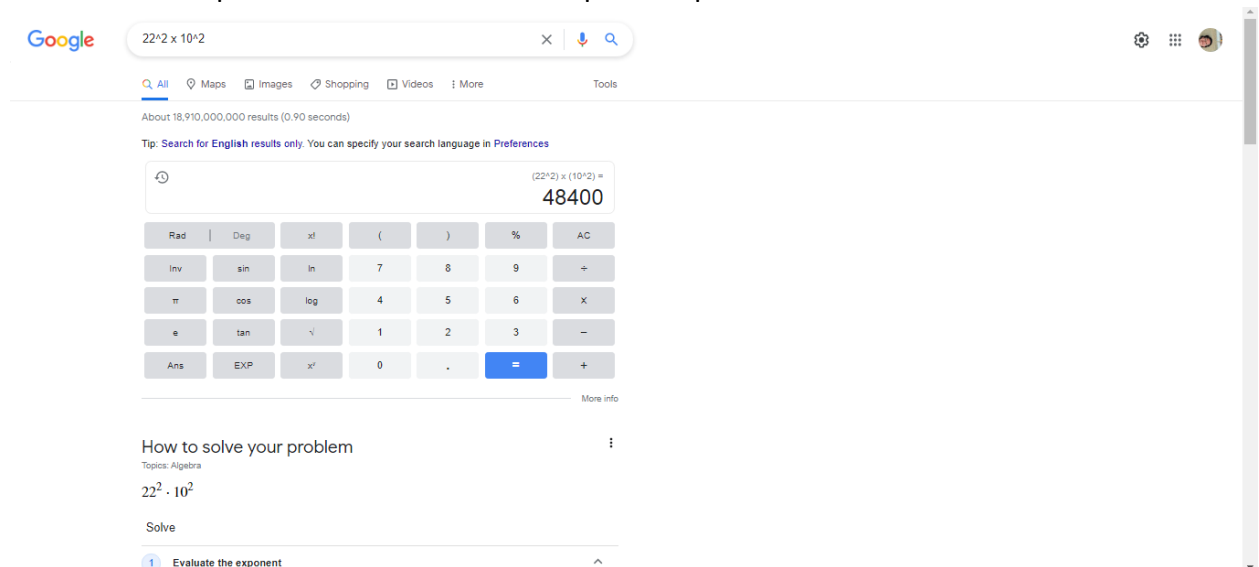 Google
22^2 x 10^2
All Maps Images Shopping Videos More Tools
About 18,910,000,000 results (0.90 seconds)
Tip: Search for English results only. You can specify your search language in Preferences
(22^2) x (10^2) =
48400
Rad | Deg x! ( ) % AC
Inv sin ln 7 8 9 ÷
π cos log 4 5 6 ×
e tan √ 1 2 3 −
Ans EXP xʸ 0 . = +
More info
How to solve your problem
Topics: Algebra
22² · 10²
Solve
1 Evaluate the exponent